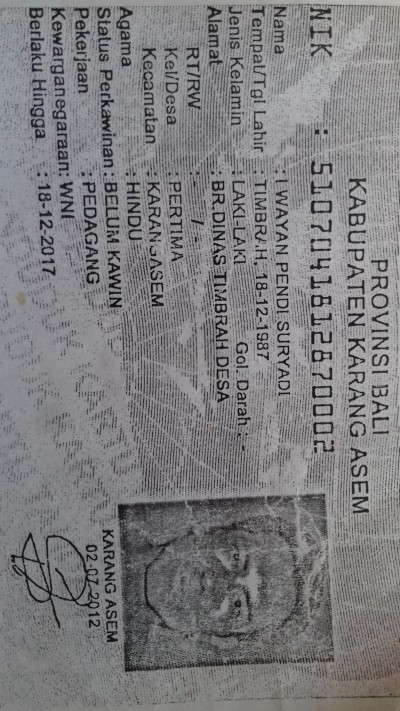 PROVINSI BALI
KABUPATEN KARANG ASEM
NIK : 5107041812870002
Nama : I WAYAN PENDI SURYADI
Tempat/Tgl Lahir : TIMBRAH, 18-12-1987
Jenis Kelamin : LAKI-LAKI Gol. Darah : -
Alamat : BR.DINAS TIMBRAH DESA
RT/RW : - / -
Kel/Desa : PERTIMA
Kecamatan : KARANGASEM
Agama : HINDU
Status Perkawinan : BELUM KAWIN
Pekerjaan : PEDAGANG
Kewarganegaraan: WNI
Berlaku Hingga : 18-12-2017
KARANG ASEM
02-07-2012